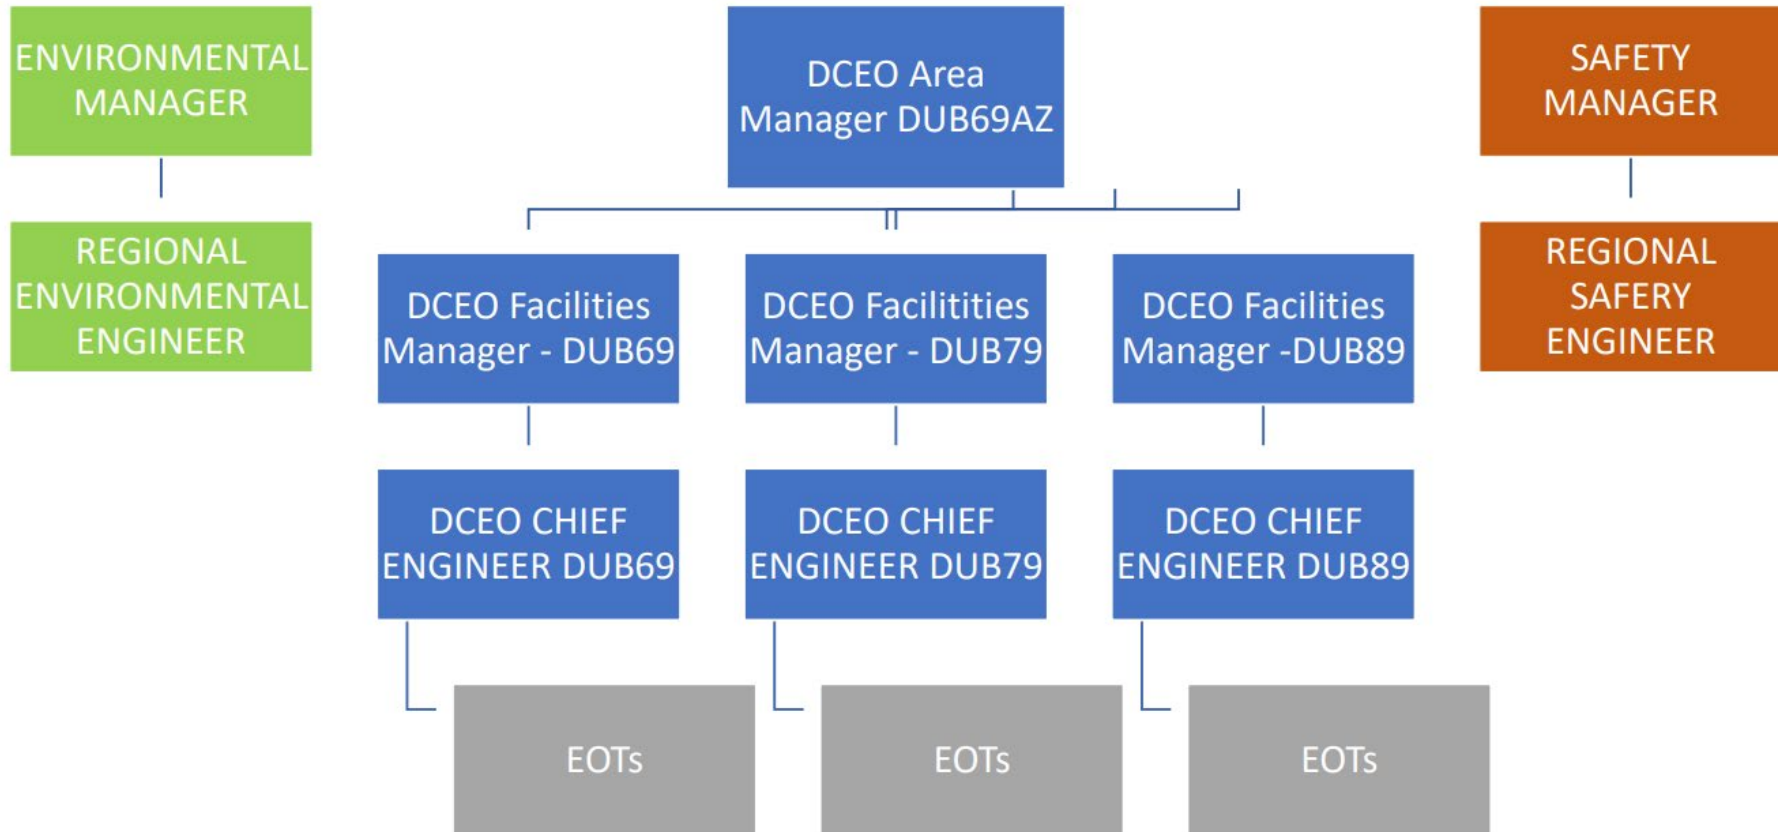 ENVIRONMENTAL
MANAGER
DCEO Area
Manager DUB69AZ
SAFETY
MANAGER
REGIONAL
ENVIRONMENTAL
ENGINEER
DCEO Facilities
Manager - DUB69
DCEO Facilitities
Manager - DUB79
DCEO Facilities
Manager -DUB89
REGIONAL
SAFERY
ENGINEER
DCEO CHIEF
ENGINEER DUB69
DCEO CHIEF
ENGINEER DUB79
DCEO CHIEF
ENGINEER DUB89
EOTs
EOTs
EOTs